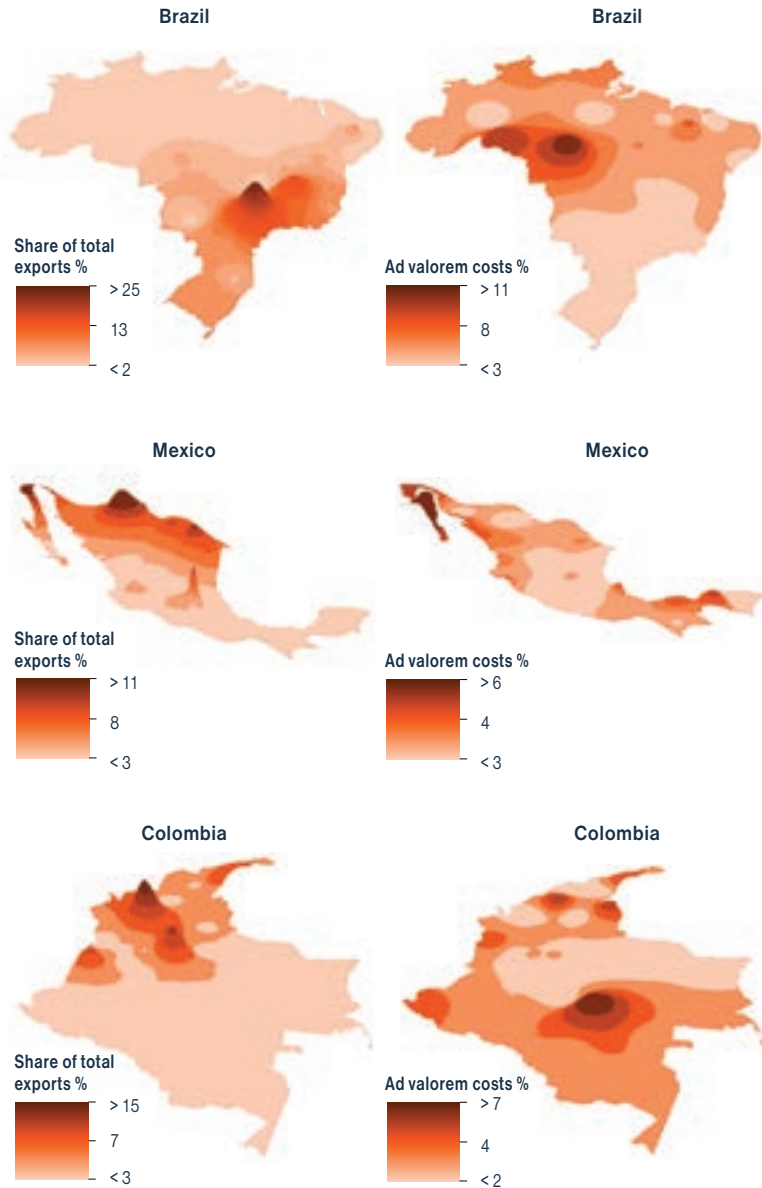 Brazil
Share of total
exports %
> 25
13
< 2
Brazil
Ad valorem costs %
> 11
8
< 3
Mexico
Share of total
exports %
> 11
8
< 3
Mexico
Ad valorem costs %
> 6
4
< 3
Colombia
Share of total
exports %
> 15
7
< 3
Colombia
Ad valorem costs %
> 7
4
< 2